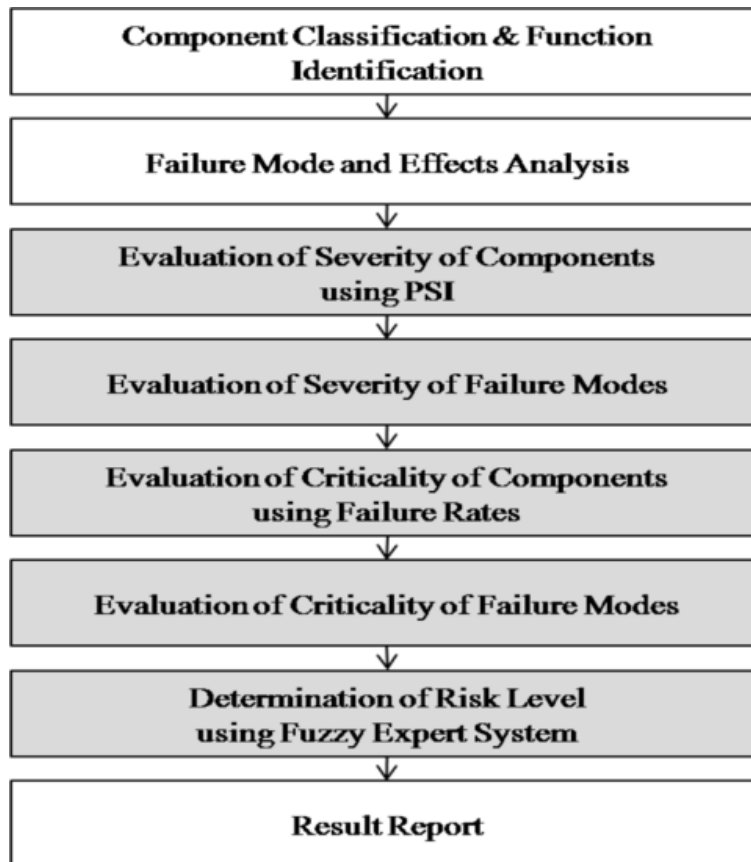 Component Classification & Function
Identification
Failure Mode and Effects Analysis
Evaluation of Severity of Components
using PSI
Evaluation of Severity of Failure Modes
Evaluation of Criticality of Components
using Failure Rates
Evaluation of Criticality of Failure Modes
Determination of Risk Level
using Fuzzy Expert System
Result Report